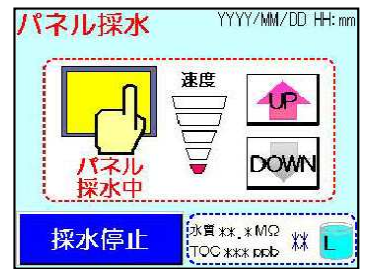 パネル採水
YYYY/MM/DD HH:mm
速度
UP
パネル
採水中
DOWN
採水停止
水質**.*MΩ
TOC***ppb
** L